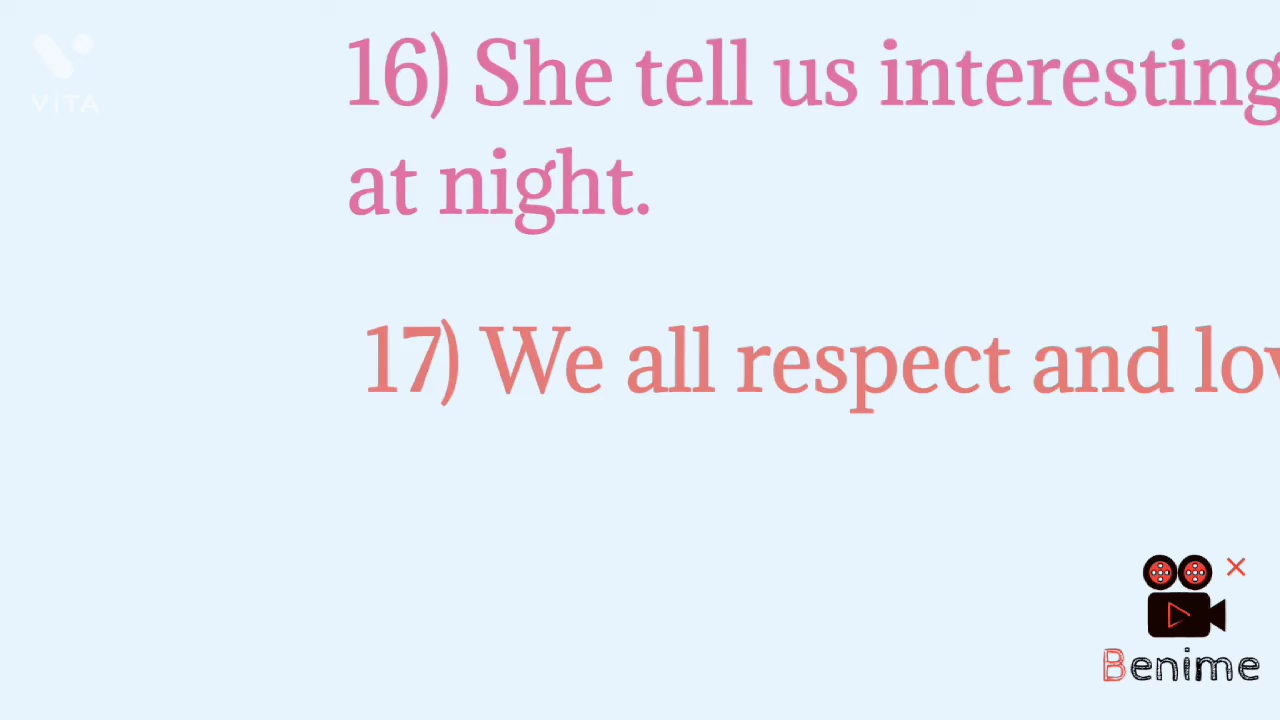 VITA
16) She tell us interesting
at night.
17) We all respect and lov
Benime